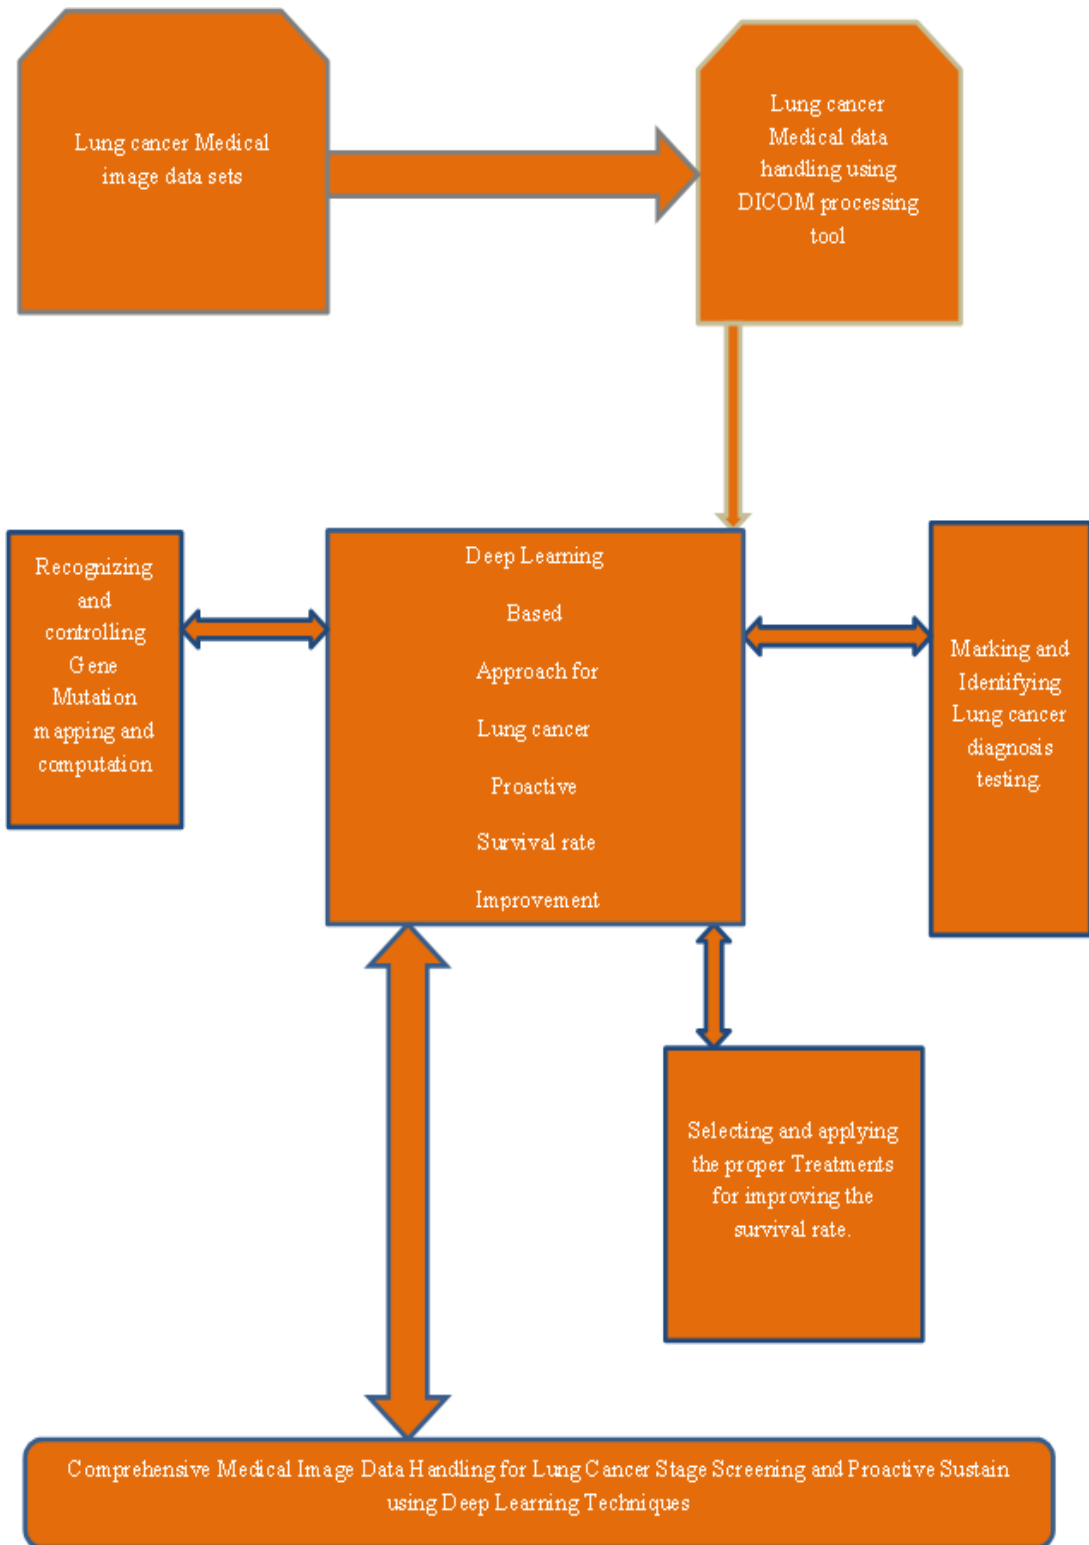 Lung cancer Medical
image data sets
Lung cancer
Medical data
handling using
DICOM processing
tool
Recognizing
and
controlling
Gene
Mutation
mapping and
computation
Deep Learning
Based
Approach for
Lung cancer
Proactive
Survival rate
Improvement
Marking and
Identifying
Lung cancer
diagnosis
testing.
Selecting and applying
the proper Treatments
for improving the
survival rate.
Comprehensive Medical Image Data Handling for Lung Cancer Stage Screening and Proactive Sustain
using Deep Learning Techniques